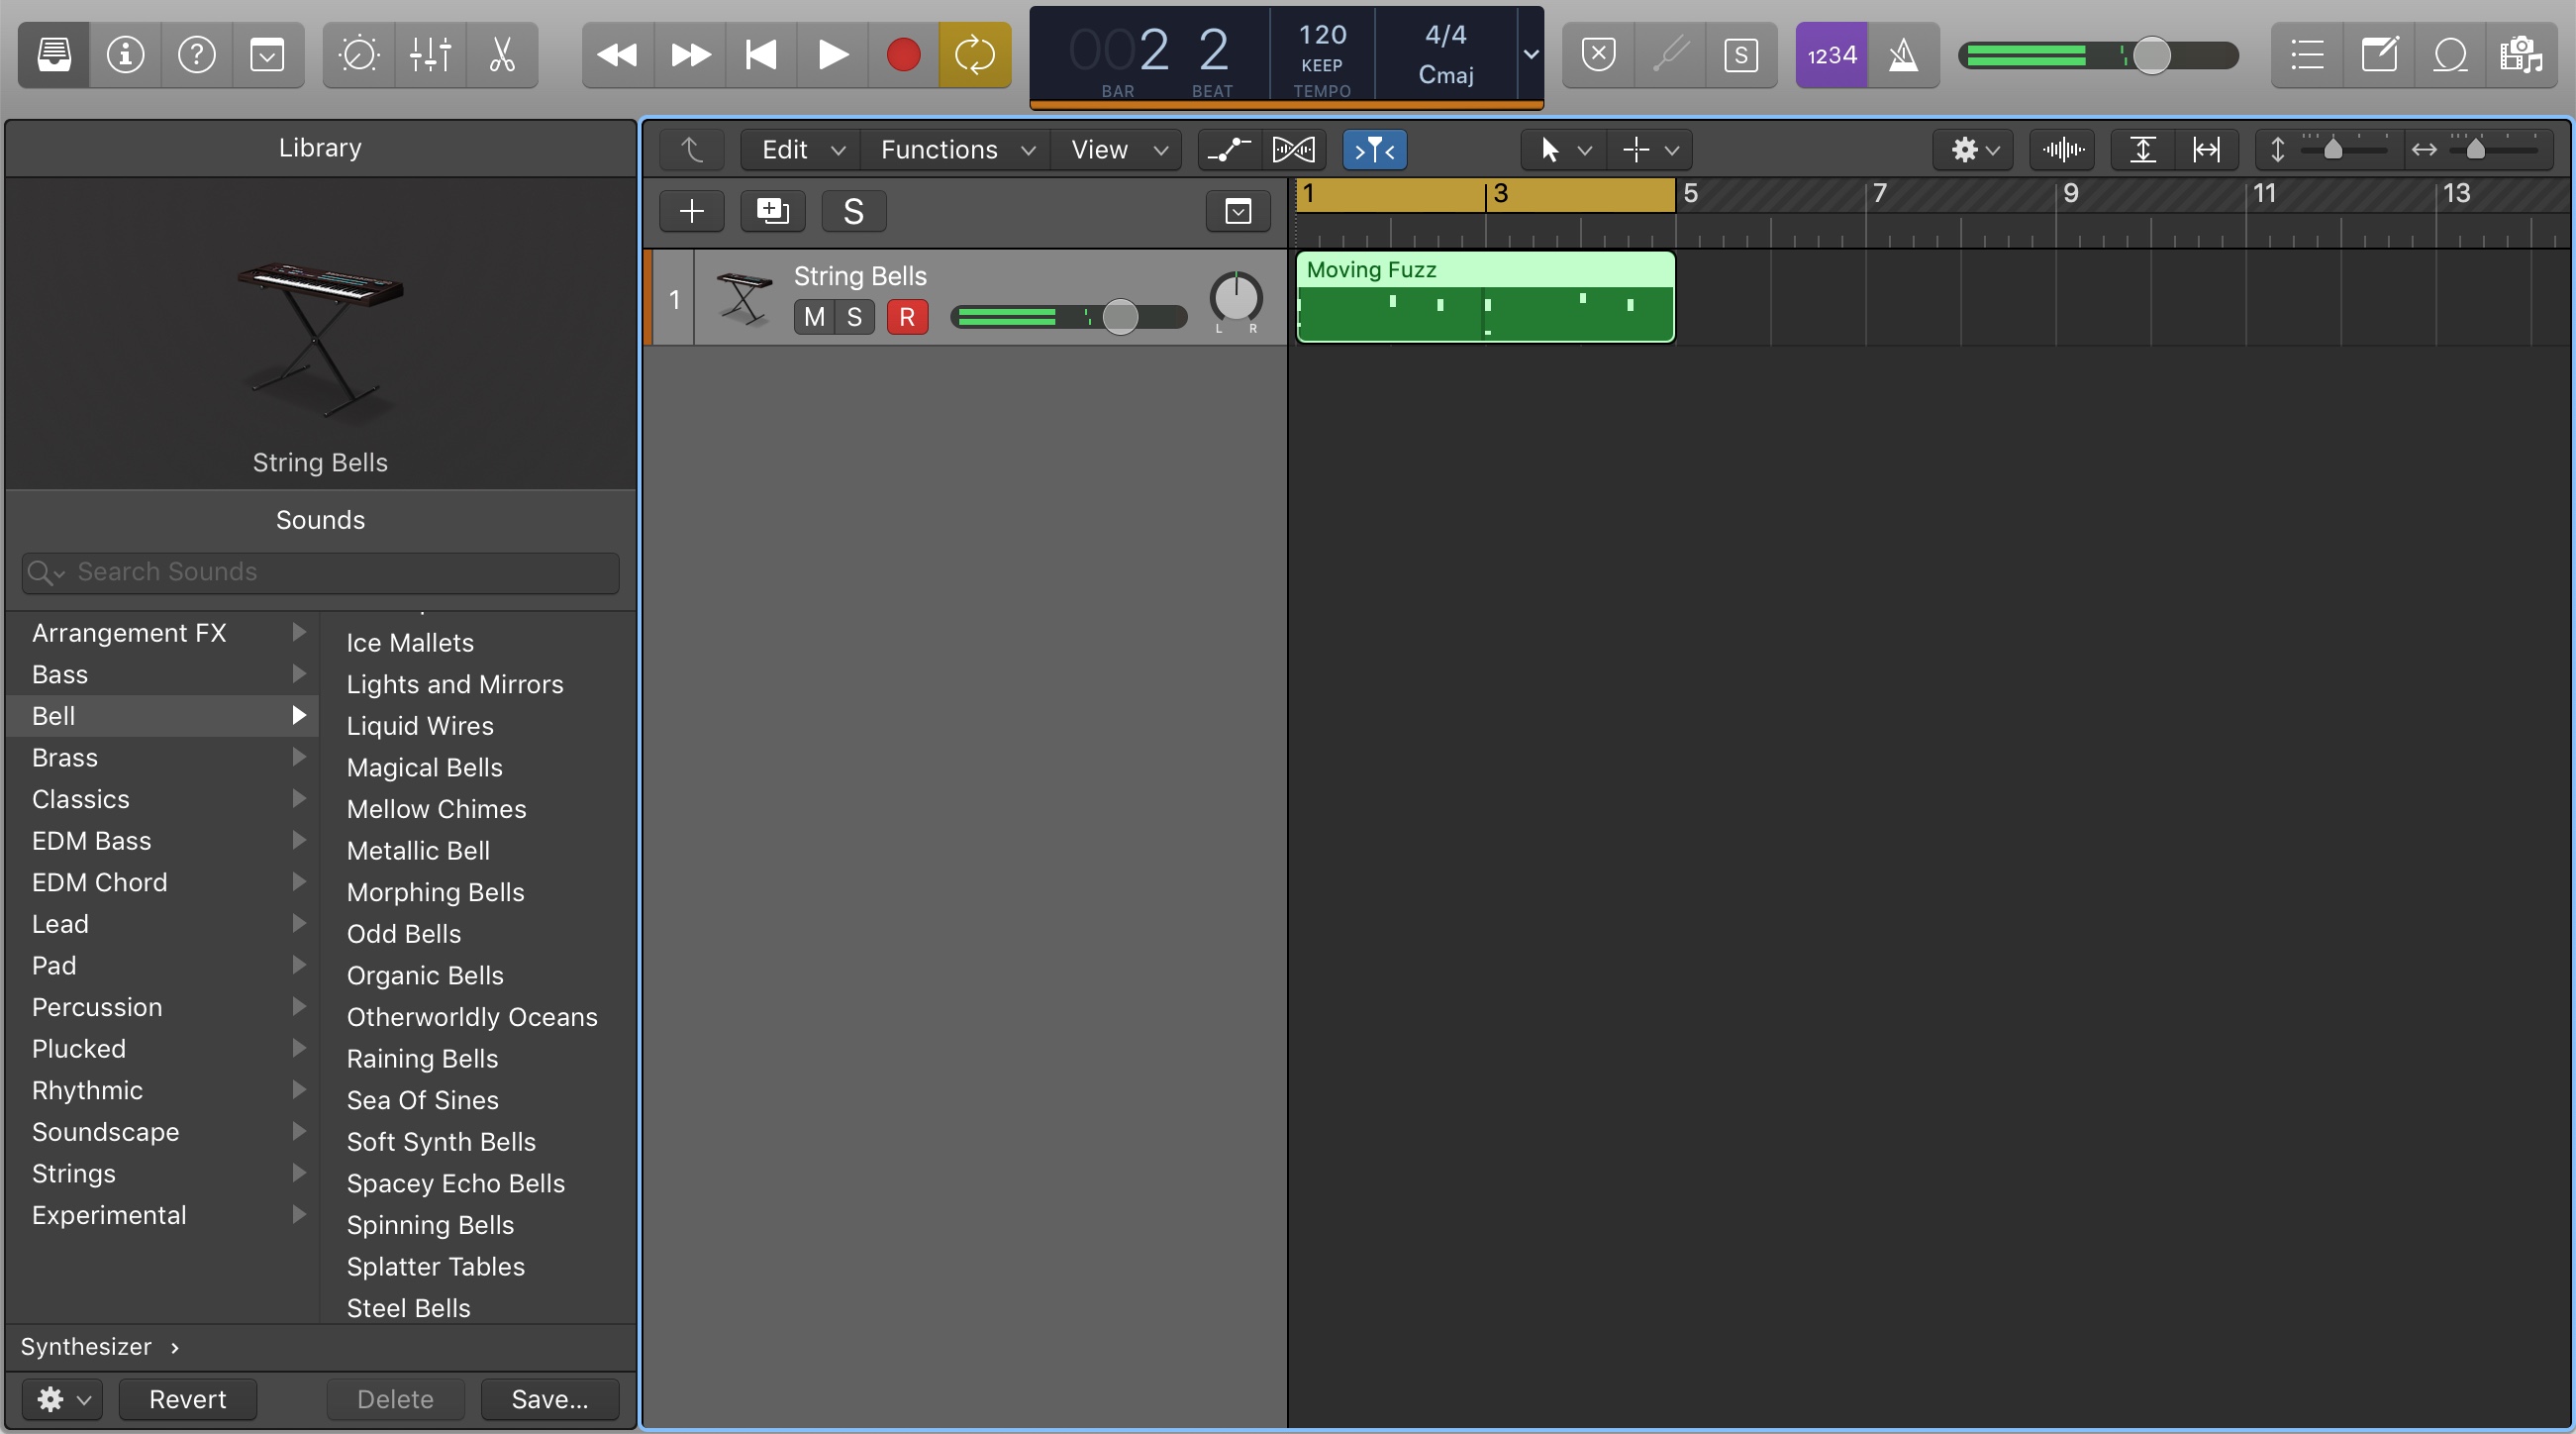 002 2
BAR BEAT
120
KEEP
TEMPO
4/4
Cmaj
S
1234
Library
String Bells
Sounds
Search Sounds
Arrangement FX
Bass
Bell
Brass
Classics
EDM Bass
EDM Chord
Lead
Pad
Percussion
Plucked
Rhythmic
Soundscape
Strings
Experimental
Ice Mallets
Lights and Mirrors
Liquid Wires
Magical Bells
Mellow Chimes
Metallic Bell
Morphing Bells
Odd Bells
Organic Bells
Otherworldly Oceans
Raining Bells
Sea Of Sines
Soft Synth Bells
Spacey Echo Bells
Spinning Bells
Splatter Tables
Steel Bells
Synthesizer
Revert Delete Save...
Edit Functions View
S
1 3 5 7 9 11 13
1
String Bells
M S R
L R
Moving Fuzz